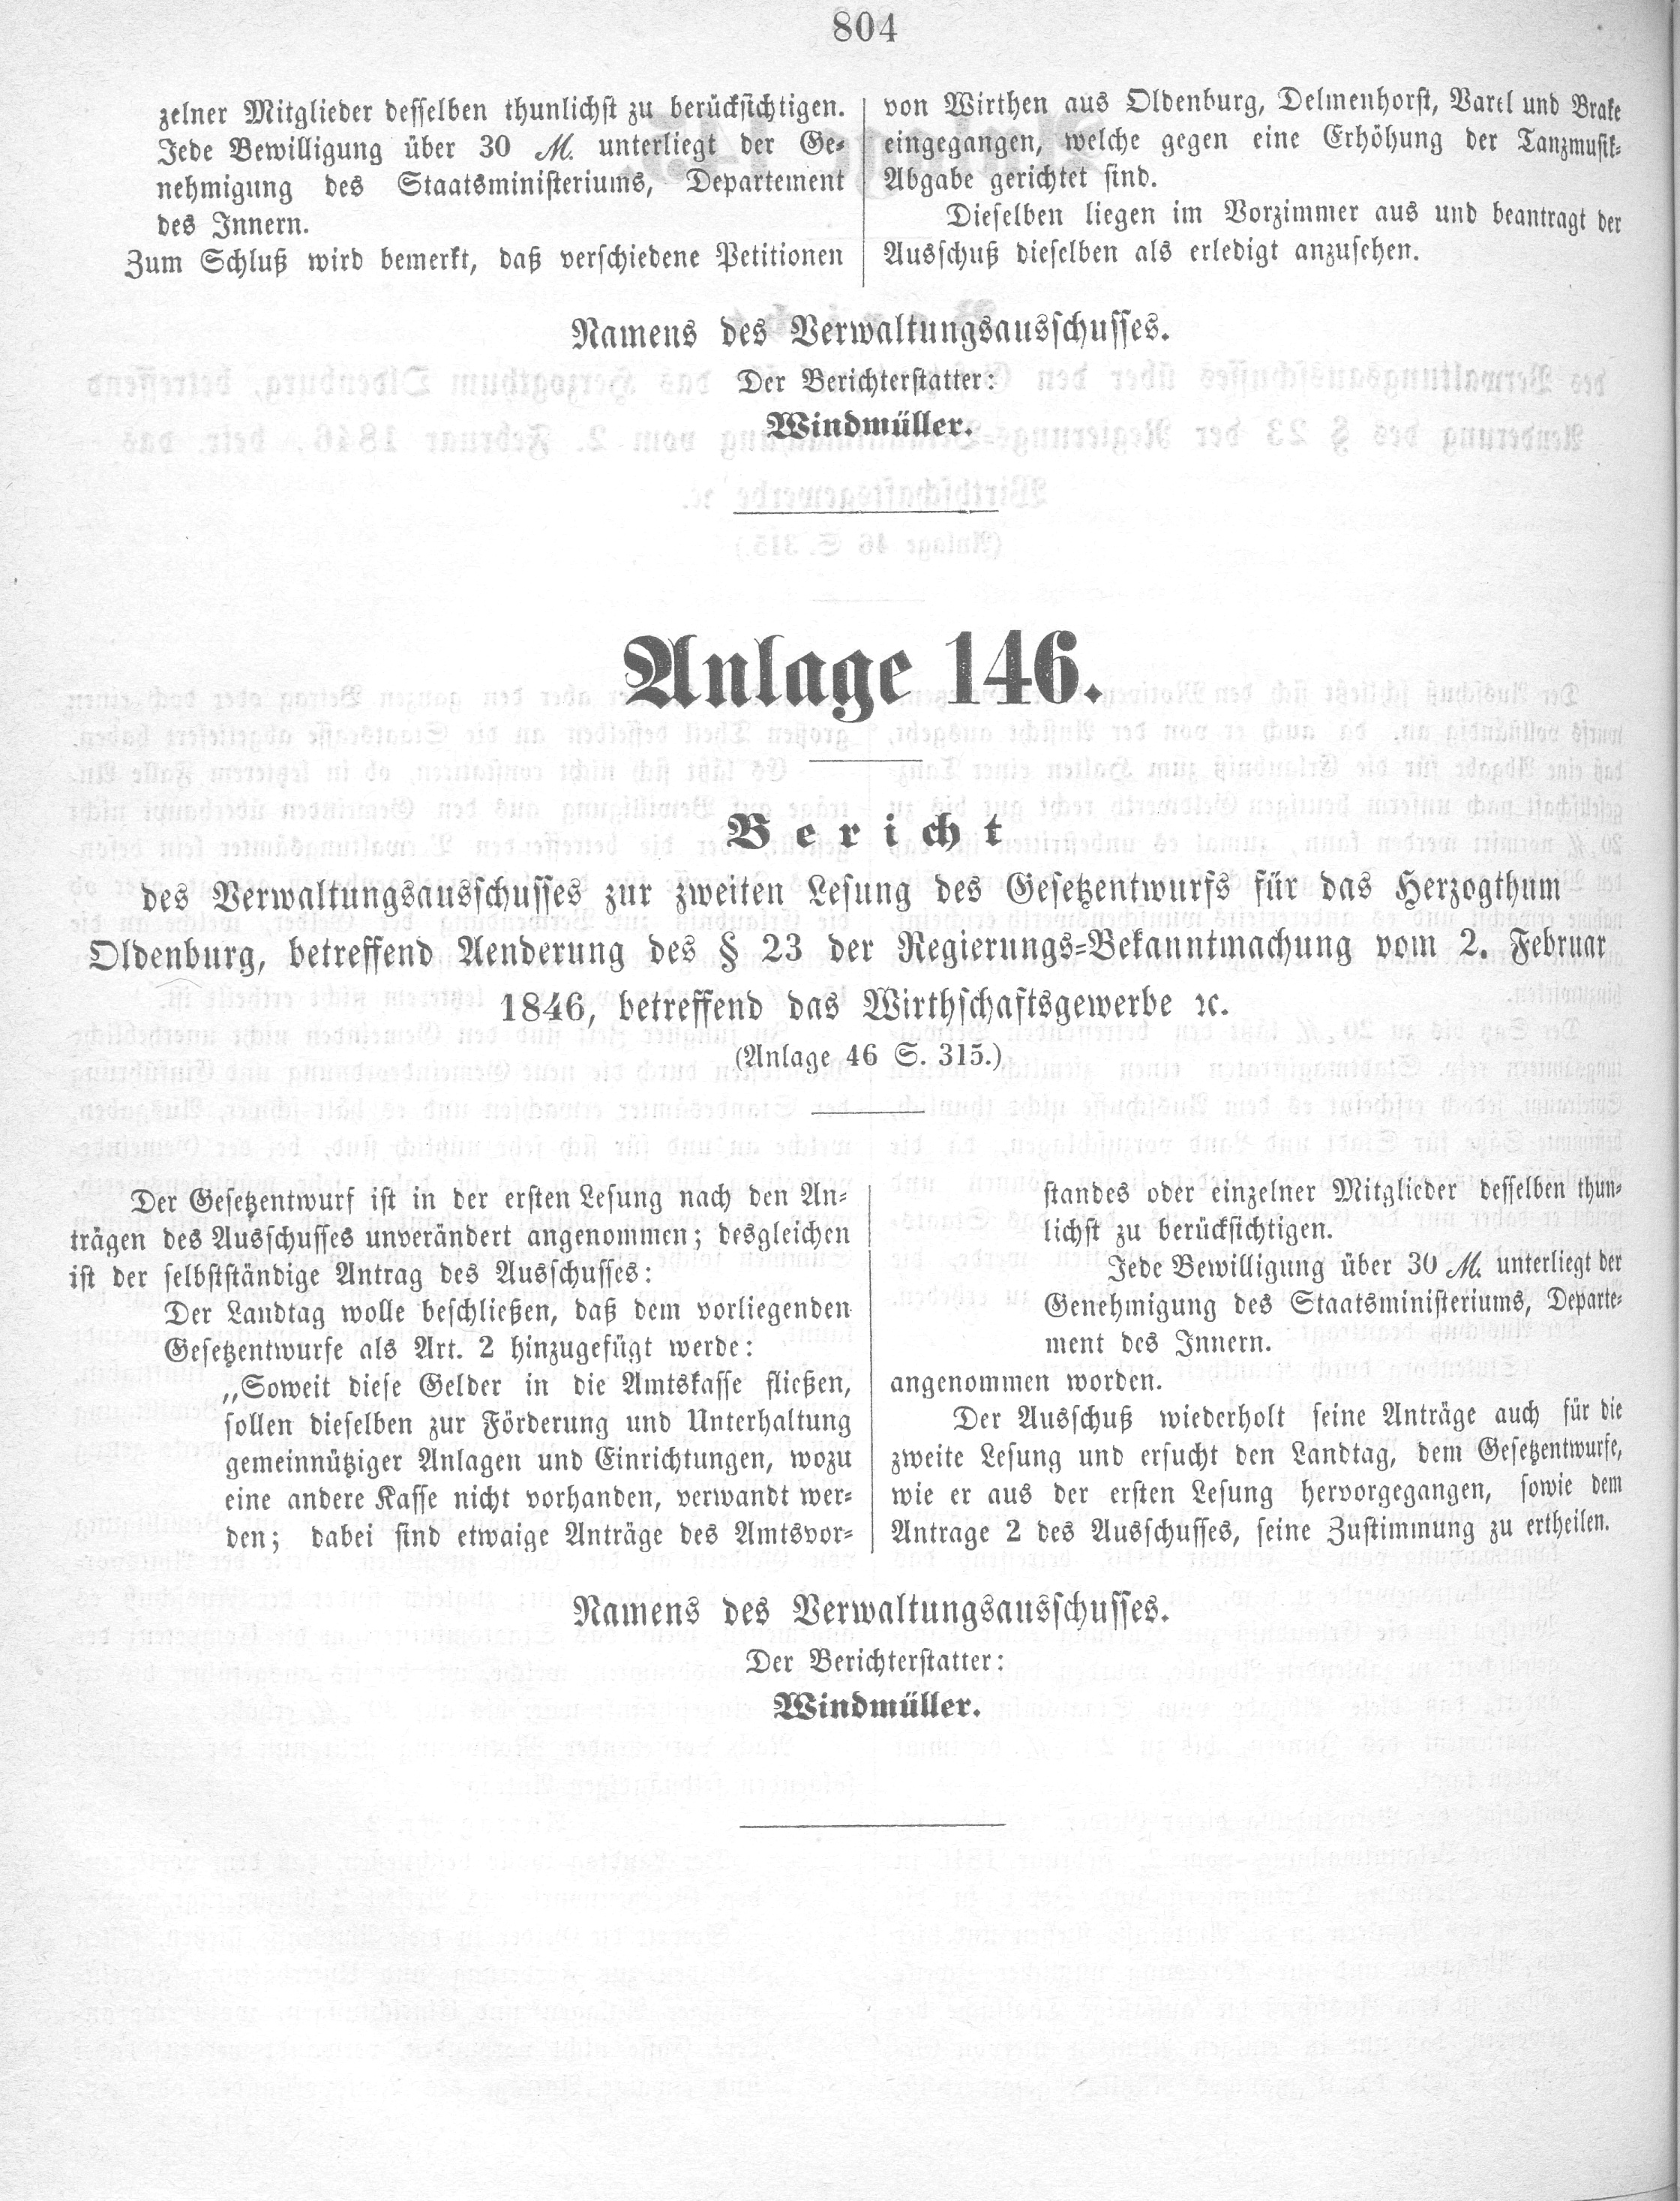 804
zelner Mitglieder desselben thunlichst zu berücksichtigen.
Jede Bewilligung über 30 M. unterliegt der Ge-
nehmigung des Staatsministeriums, Departement
des Innern.
Zum Schluß wird bemerkt, daß verschiedene Petitionen
von Wirthen aus Oldenburg, Delmenhorst, Varel und Brake
eingegangen, welche gegen eine Erhöhung der Tanzmusik-
Abgabe gerichtet sind.
Dieselben liegen im Vorzimmer aus und beantragt der
Ausschuß dieselben als erledigt anzusehen.
Namens des Verwaltungsausschusses.
Der Berichterstatter:
Windmüller.
Anlage 146.
Bericht
des Verwaltungsausschusses zur zweiten Lesung des Gesetzentwurfs für das Herzogthum
Oldenburg, betreffend Aenderung des § 23 der Regierungs-Bekanntmachung vom 2. Februar
1846, betreffend das Wirthschaftsgewerbe ꝛc.
(Anlage 46 S. 315.)
Der Gesetzentwurf ist in der ersten Lesung nach den An-
trägen des Ausschusses unverändert angenommen; desgleichen
ist der selbstständige Antrag des Ausschusses:
Der Landtag wolle beschließen, daß dem vorliegenden
Gesetzentwurfe als Art. 2 hinzugefügt werde:
„Soweit diese Gelder in die Amtskasse fließen,
sollen dieselben zur Förderung und Unterhaltung
gemeinnütziger Anlagen und Einrichtungen, wozu
eine andere Kasse nicht vorhanden, verwandt wer-
den; dabei sind etwaige Anträge des Amtsvor-
standes oder einzelner Mitglieder desselben thun-
lichst zu berücksichtigen.
Jede Bewilligung über 30 M. unterliegt der
Genehmigung des Staatsministeriums, Departe-
ment des Innern.
angenommen worden.
Der Ausschuß wiederholt seine Anträge auch für die
zweite Lesung und ersucht den Landtag, dem Gesetzentwurfe,
wie er aus der ersten Lesung hervorgegangen, sowie dem
Antrage 2 des Ausschusses, seine Zustimmung zu ertheilen.
Namens des Verwaltungsausschusses.
Der Berichterstatter:
Windmüller.